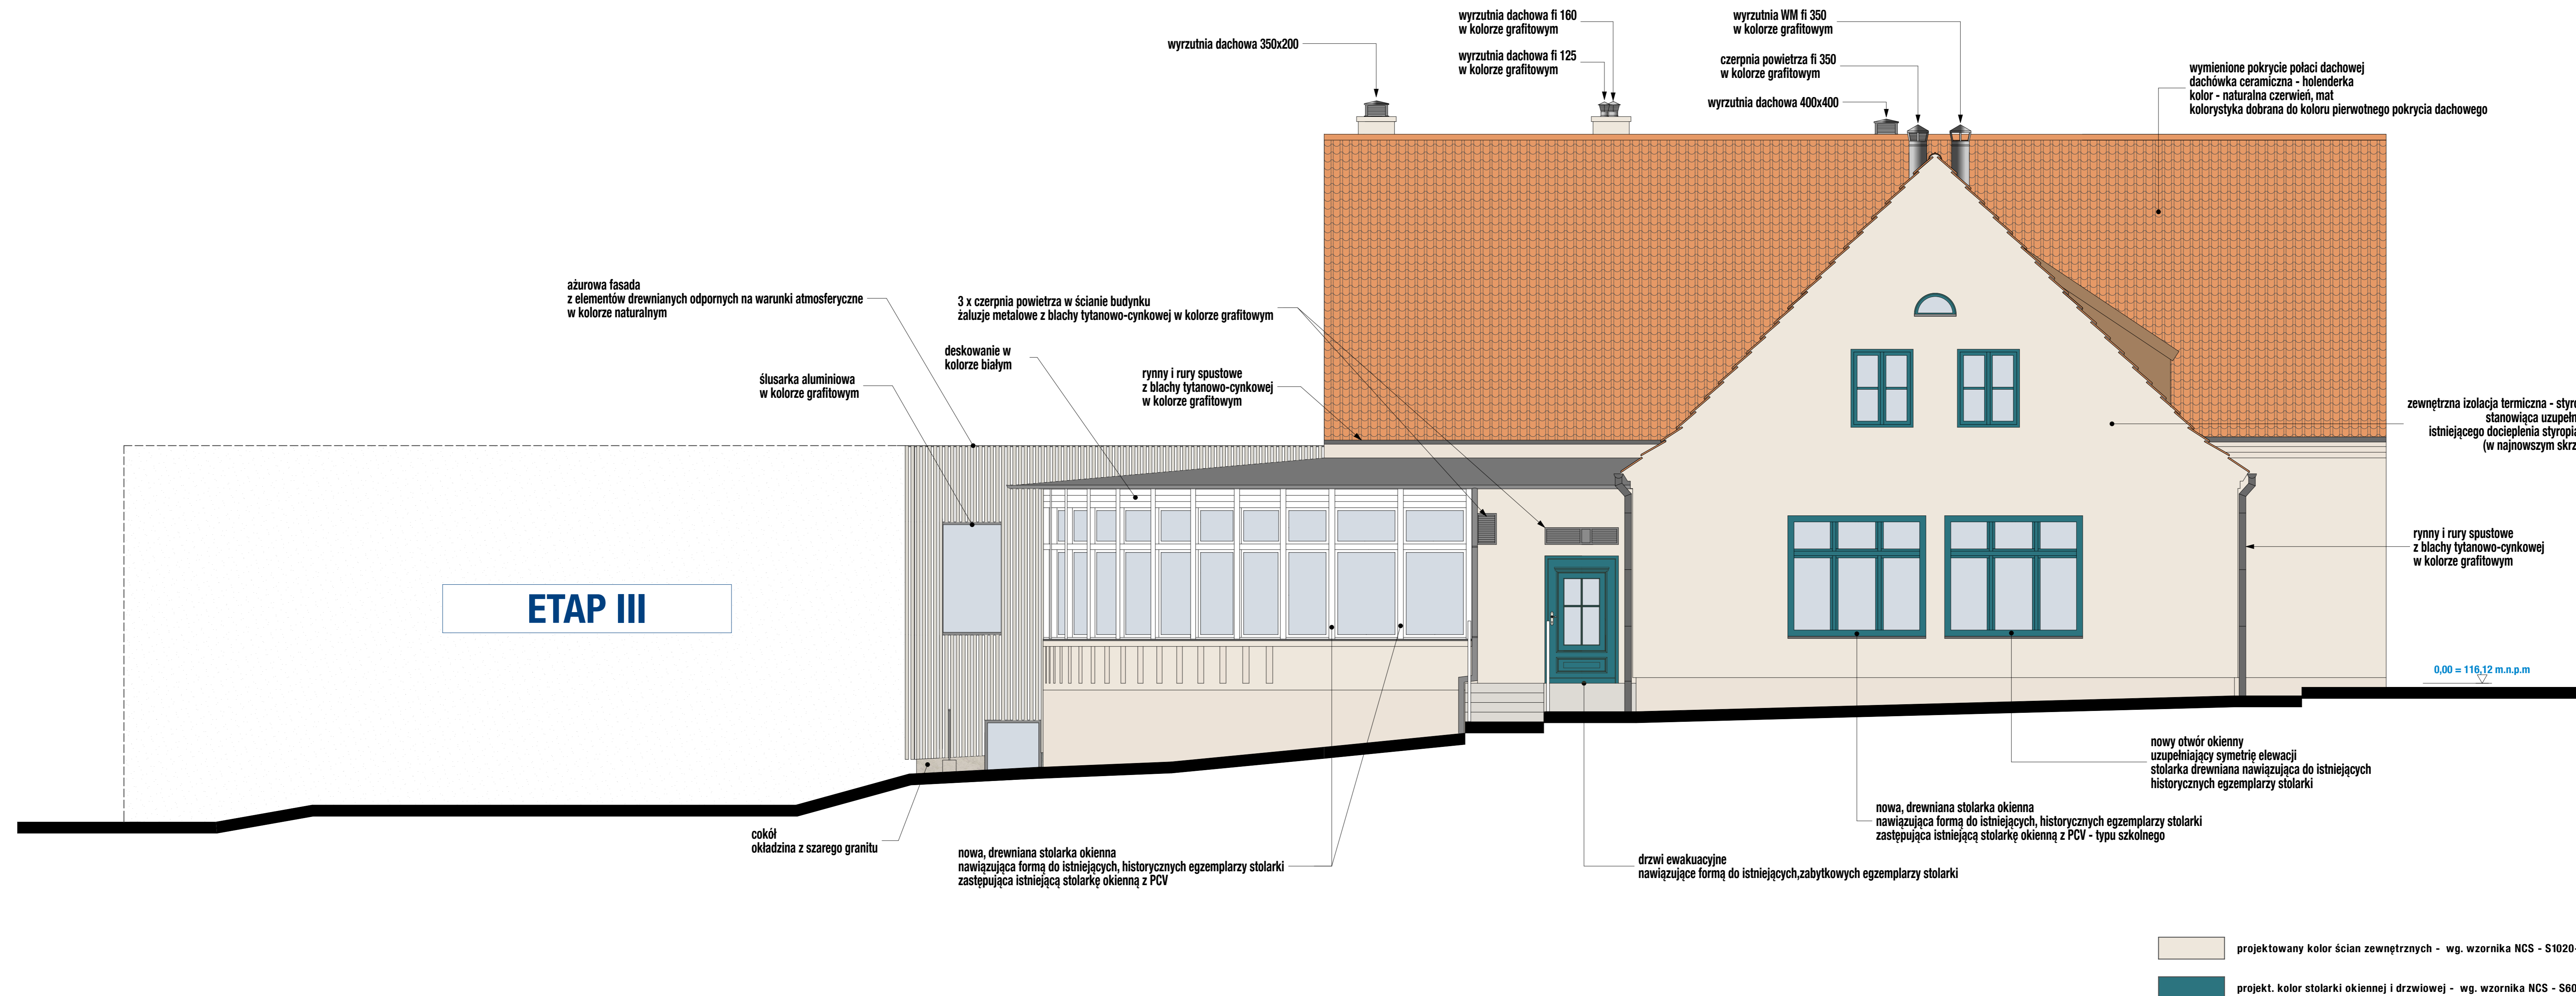 wyrzutnia dachowa fi 160
w kolorze grafitowym
wyrzutnia WM fi 350
w kolorze grafitowym
wyrzutnia dachowa 350x200
wyrzutnia dachowa fi 125
w kolorze grafitowym
czerpnia powietrza fi 350
w kolorze grafitowym
wyrzutnia dachowa 400x400
wymienione pokrycie połaci dachowej
dachówka ceramiczna - holenderka
kolor - naturalna czerwień, mat
kolorystyka dobrana do koloru pierwotnego pokrycia dachowego
ażurowa fasada
z elementów drewnianych odpornych na warunki atmosferyczne
w kolorze naturalnym
3 x czerpnia powietrza w ścianie budynku
żaluzje metalowe z blachy tytanowo-cynkowej w kolorze grafitowym
deskowanie w
kolorze białym
ślusarka aluminiowa
w kolorze grafitowym
rynny i rury spustowe
z blachy tytanowo-cynkowej
w kolorze grafitowym
zewnętrzna izolacja termiczna - styro
stanowiąca uzupełn
istniejącego docieplenia styropia
(w najnowszym skrz
rynny i rury spustowe
z blachy tytanowo-cynkowej
w kolorze grafitowym
ETAP III
0,00 = 116,12 m.n.p.m
nowy otwór okienny
uzupełniający symetrię elewacji
stolarka drewniana nawiązująca do istniejących
historycznych egzemplarzy stolarki
nowa, drewniana stolarka okienna
nawiązująca formą do istniejących, historycznych egzemplarzy stolarki
zastępująca istniejącą stolarkę okienną z PCV - typu szkolnego
cokół
okładzina z szarego granitu
nowa, drewniana stolarka okienna
nawiązująca formą do istniejących, historycznych egzemplarzy stolarki
zastępująca istniejącą stolarkę okienną z PCV
drzwi ewakuacyjne
nawiązujące formą do istniejących,zabytkowych egzemplarzy stolarki
projektowany kolor ścian zewnętrznych - wg. wzornika NCS - S1020-
projekt. kolor stolarki okiennej i drzwiowej - wg. wzornika NCS -